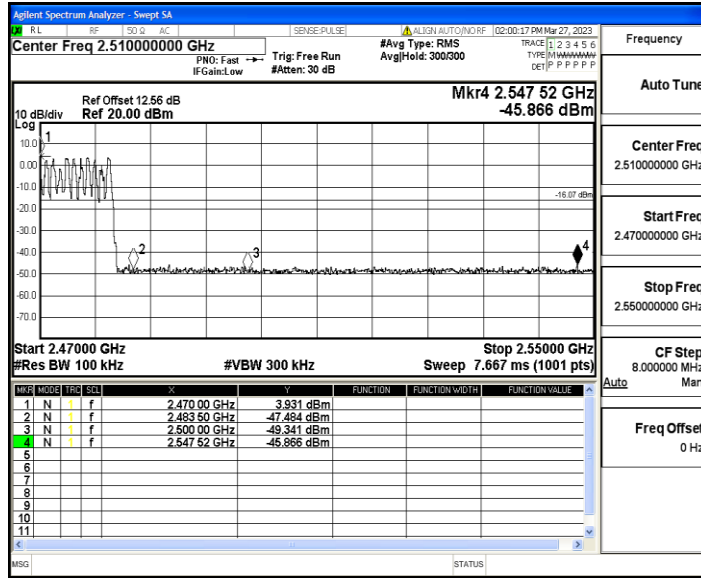 Agilent Spectrum Analyzer - Swept SA
RL RF 50 Ω AC SENSE:PULSE ALIGN AUTO/NO RF 02:00:17 PM Mar 27, 2023
Center Freq 2.510000000 GHz
PNO: Fast
IFGain:Low
Trig: Free Run
#Atten: 30 dB
#Avg Type: RMS
Avg|Hold: 300/300
TRACE 1 2 3 4 5 6
TYPE M
DET P P P P P P
Ref Offset 12.56 dB
10 dB/div Ref 20.00 dBm
Log
Mkr4 2.547 52 GHz
-45.866 dBm
10.0
0.00
-10.0
-20.0
-30.0
-40.0
-50.0
-60.0
-70.0
1
2
3
4
-16.07 dBm
Start 2.47000 GHz Stop 2.55000 GHz
#Res BW 100 kHz #VBW 300 kHz Sweep 7.667 ms (1001 pts)
MKR MODE TRC SCL X Y FUNCTION FUNCTION WIDTH FUNCTION VALUE
1 N 1 f 2.470 00 GHz 3.931 dBm
2 N 1 f 2.483 50 GHz -47.484 dBm
3 N 1 f 2.500 00 GHz -49.341 dBm
4 N 1 f 2.547 52 GHz -45.866 dBm
5
6
7
8
9
10
11
MSG STATUS
Frequency
Auto Tune
Center Freq
2.510000000 GHz
Start Freq
2.470000000 GHz
Stop Freq
2.550000000 GHz
CF Step
8.000000 MHz
Auto Man
Freq Offset
0 Hz